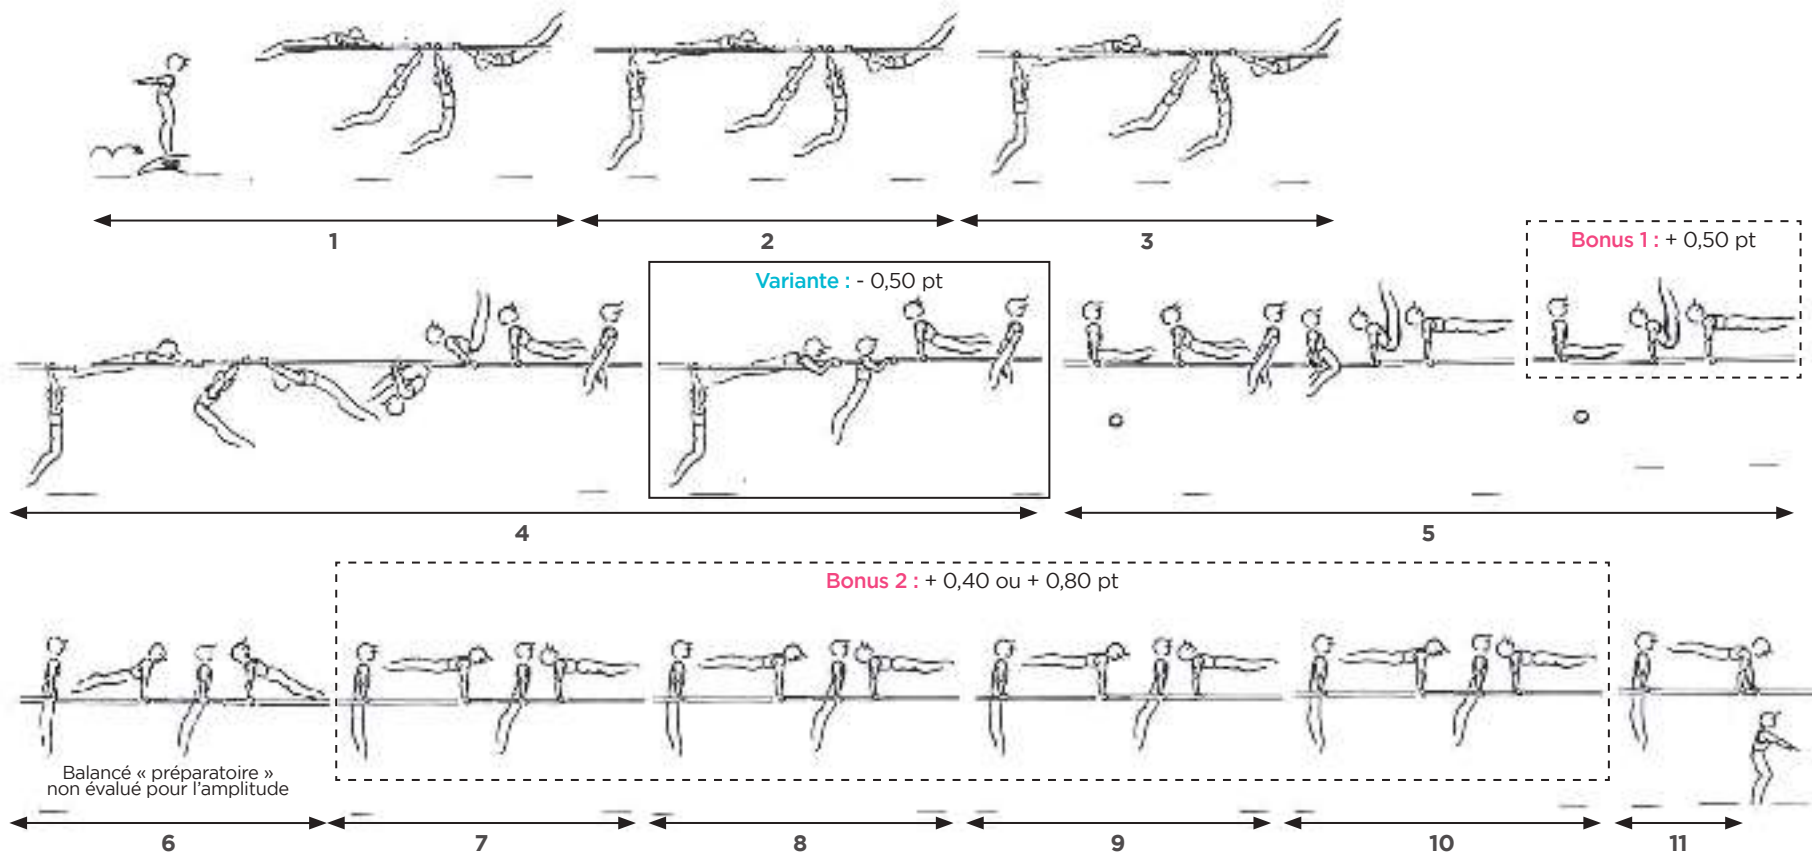 1
2
3
Bonus 1 : + 0,50 pt
Variante : - 0,50 pt
4
5
Bonus 2 : + 0,40 ou + 0,80 pt
Balancé « préparatoire »
non évalué pour l'amplitude
6
7
8
9
10
11